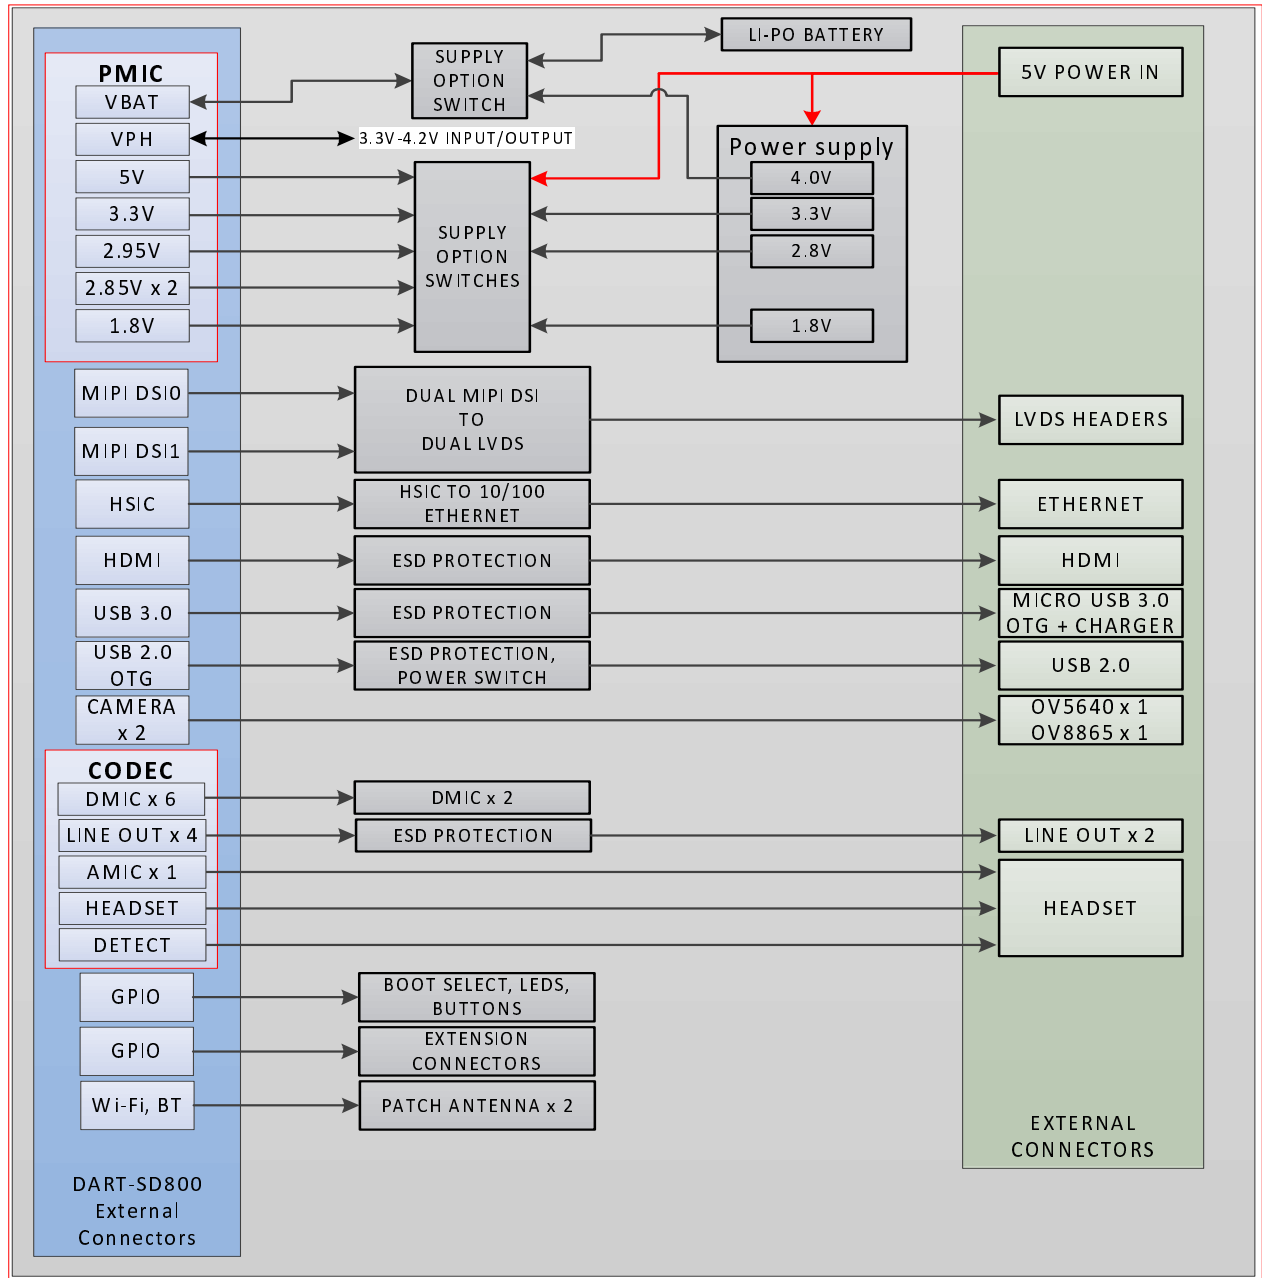 PMIC
VBAT
VPH
5V
3.3V
2.95V
2.85V x 2
1.8V
SUPPLY
OPTION
SWITCH
LI-PO BATTERY
5V POWER IN
3.3V-4.2V INPUT/OUTPUT
SUPPLY
OPTION
SWITCHES
Power supply
4.0V
3.3V
2.8V
1.8V
MIPI DSI0
MIPI DSI1
DUAL MIPI DSI
TO
DUAL LVDS
LVDS HEADERS
HSIC
HSIC TO 10/100
ETHERNET
ETHERNET
HDMI
ESD PROTECTION
HDMI
USB 3.0
ESD PROTECTION
MICRO USB 3.0
OTG + CHARGER
USB 2.0
OTG
ESD PROTECTION,
POWER SWITCH
USB 2.0
CAMERA
x 2
OV5640 x 1
OV8865 x 1
CODEC
DMIC x 6
DMIC x 2
LINE OUT x 4
ESD PROTECTION
LINE OUT x 2
AMIC x 1
HEADSET
DETECT
HEADSET
GPIO
BOOT SELECT, LEDS,
BUTTONS
GPIO
EXTENSION
CONNECTORS
Wi-Fi, BT
PATCH ANTENNA x 2
EXTERNAL
CONNECTORS
DART-SD800
External
Connectors